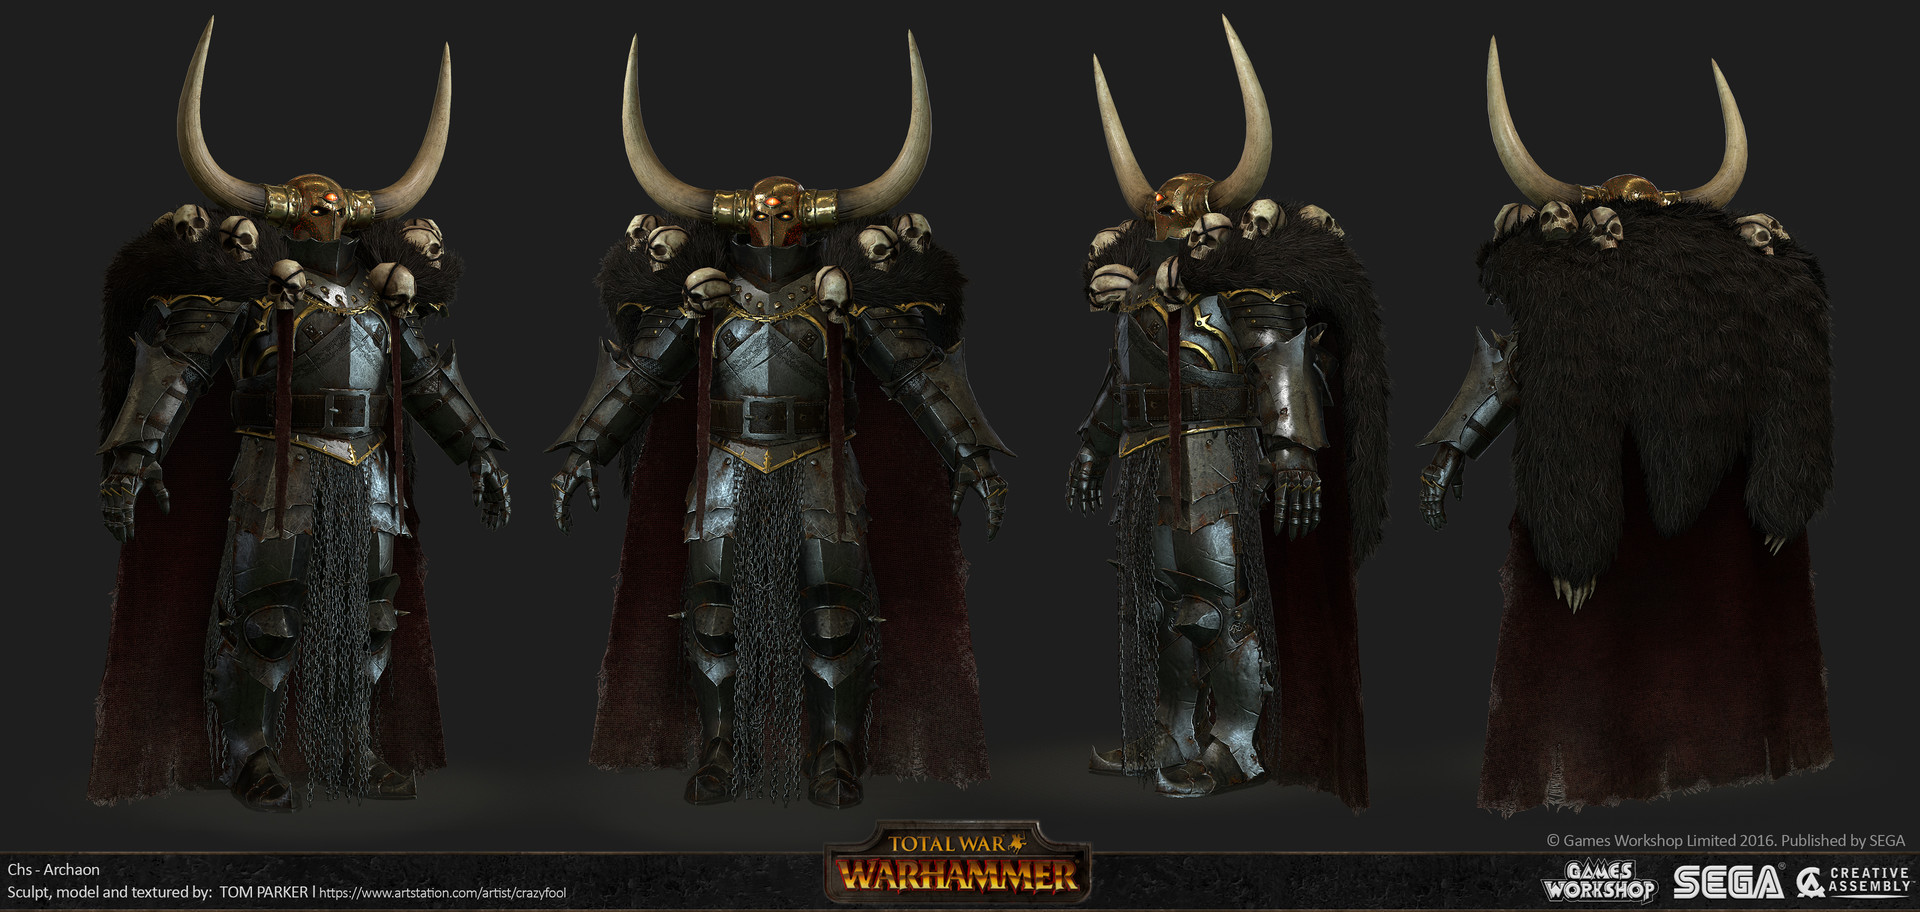 © Games Workshop Limited 2016. Published by SEGA
TOTAL WAR
WARHAMMER
Chs - Archaon
Sculpt, model and textured by: TOM PARKER | https://www.artstation.com/artist/crazyfool
GAMES
WORKSHOP
SEGA®
CREATIVE
ASSEMBLY™